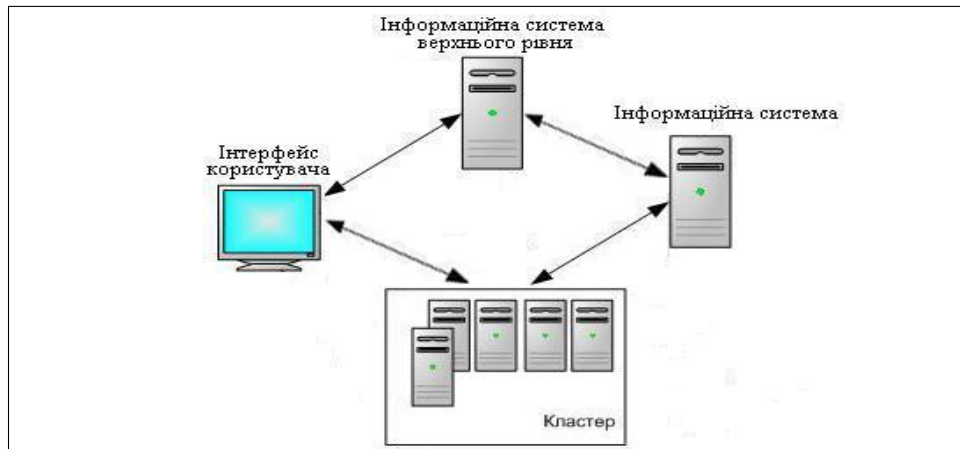 Інформаційна система
верхнього рівня
Інформаційна система
Інтерфейс
користувача
Кластер